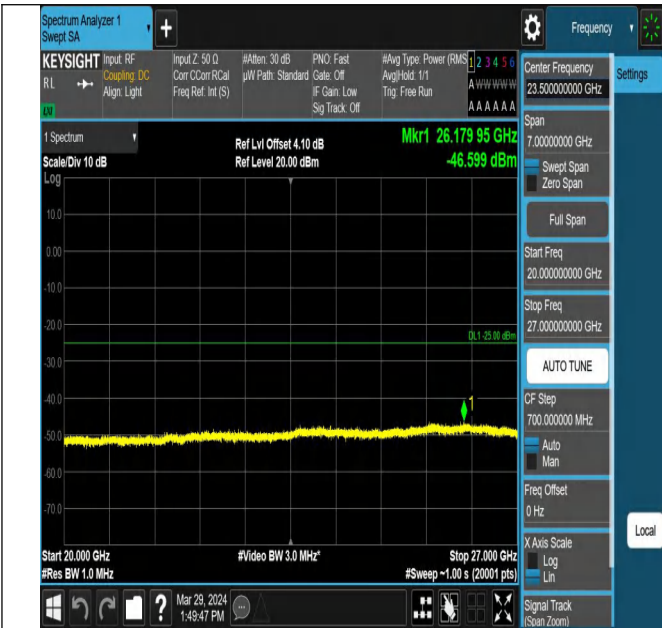 Spectrum Analyzer 1
Swept SA
+
Frequency
KEYSIGHT
RL
LXI
Input: RF
Coupling: DC
Align: Light
Input Z: 50 Ω
Corr CCorr RCal
Freq Ref: Int (S)
#Atten: 30 dB
µW Path: Standard
PNO: Fast
Gate: Off
IF Gain: Low
Sig Track: Off
#Avg Type: Power (RMS
Avg|Hold: 1/1
Trig: Free Run
1 2 3 4 5 6
A W W W W W
A A A A A A
1 Spectrum
Scale/Div 10 dB
Log
Ref Lvl Offset 4.10 dB
Ref Level 20.00 dBm
Mkr1 26.179 95 GHz
-46.599 dBm
10.0
0.00
-10.0
-20.0
DL1 -25.00 dBm
-30.0
-40.0
1
-50.0
-60.0
-70.0
Start 20.000 GHz
#Res BW 1.0 MHz
#Video BW 3.0 MHz*
Stop 27.000 GHz
#Sweep ~1.00 s (20001 pts)
?
Mar 29, 2024
1:49:47 PM
Center Frequency
23.500000000 GHz
Settings
Span
7.00000000 GHz
Swept Span
Zero Span
Full Span
Start Freq
20.000000000 GHz
Stop Freq
27.000000000 GHz
AUTO TUNE
CF Step
700.000000 MHz
Auto
Man
Freq Offset
0 Hz
Local
X Axis Scale
Log
Lin
Signal Track
(Span Zoom)